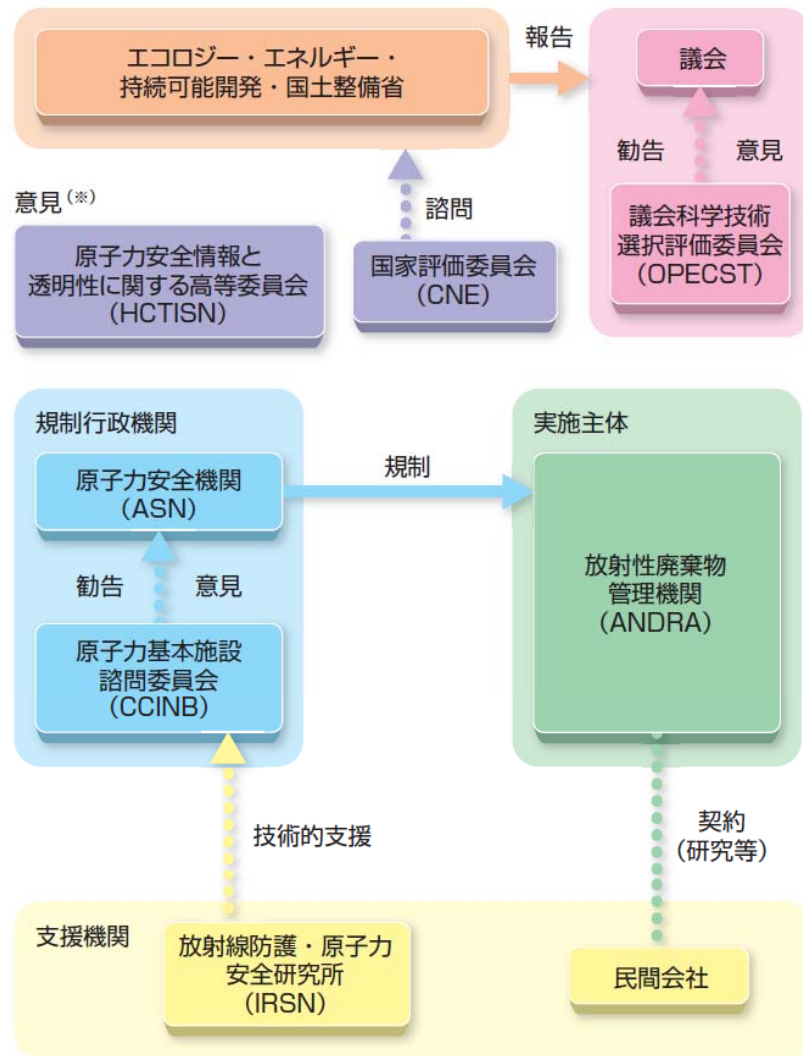 エコロジー・エネルギー・
持続可能開発・国土整備省
報告
議会
勧告
意見
議会科学技術
選択評価委員会
(OPECST)
諮問
意見(※)
原子力安全情報と
透明性に関する高等委員会
(HCTISN)
国家評価委員会
(CNE)
規制行政機関
原子力安全機関
(ASN)
勧告
意見
原子力基本施設
諮問委員会
(CCINB)
規制
実施主体
放射性廃棄物
管理機関
(ANDRA)
技術的支援
契約
(研究等)
支援機関
放射線防護・原子力
安全研究所
(IRSN)
民間会社